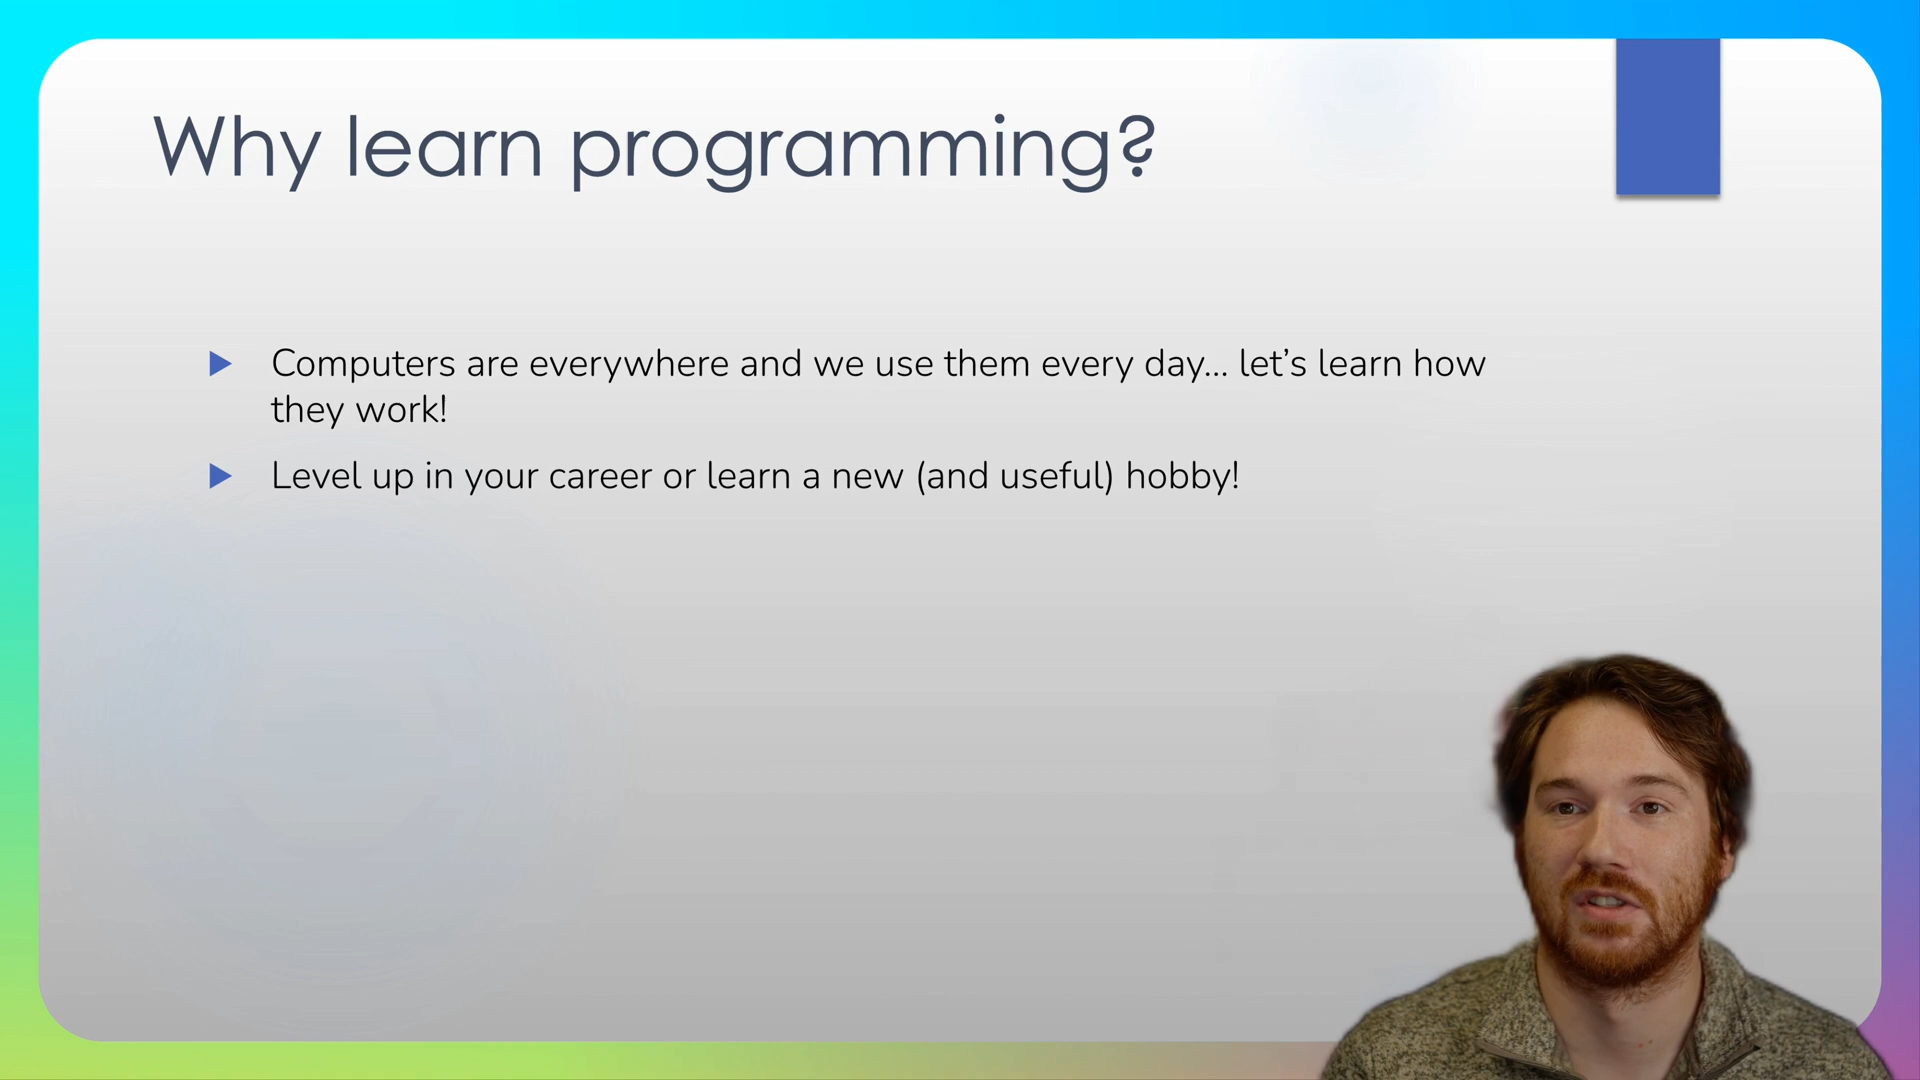 Why learn programming?
Computers are everywhere and we use them every day... let’s learn how
they work!
Level up in your career or learn a new (and useful) hobby!